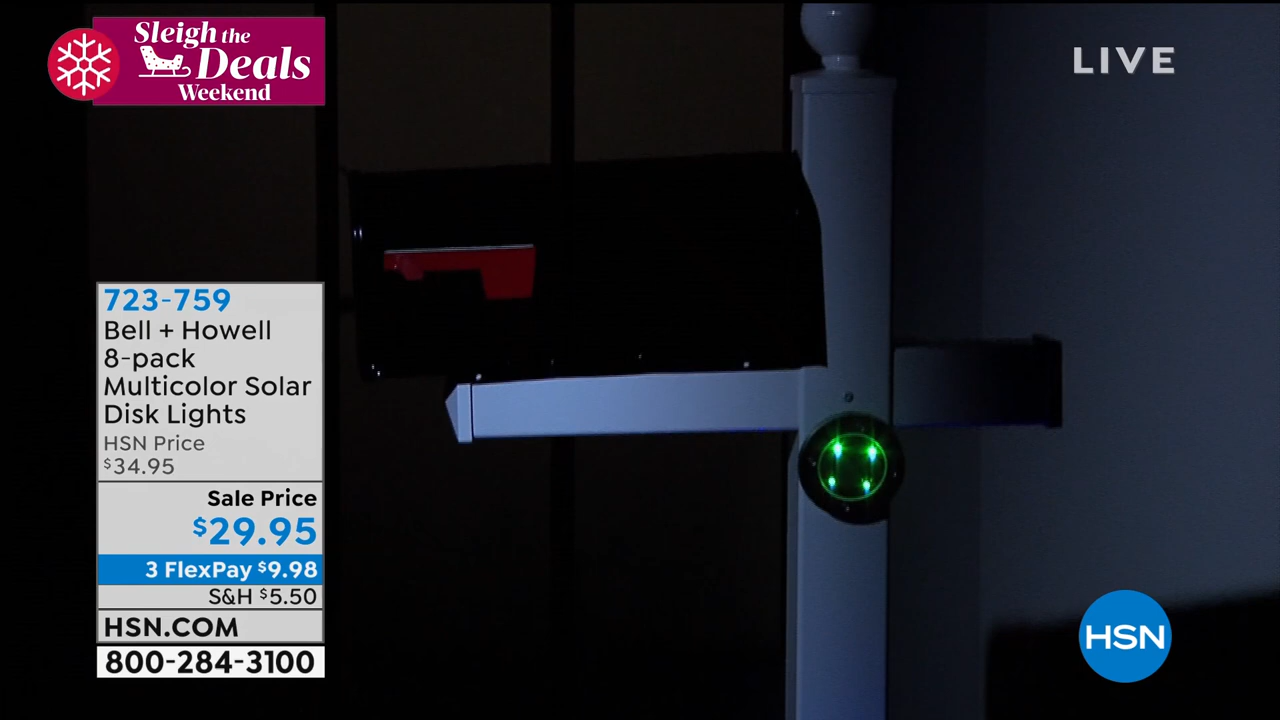 Sleigh the
Deals
Weekend
LIVE
723-759
Bell + Howell
8-pack
Multicolor Solar
Disk Lights
HSN Price
$34.95
Sale Price
$29.95
3 FlexPay $9.98
S&H $5.50
HSN.COM
800-284-3100
HSN